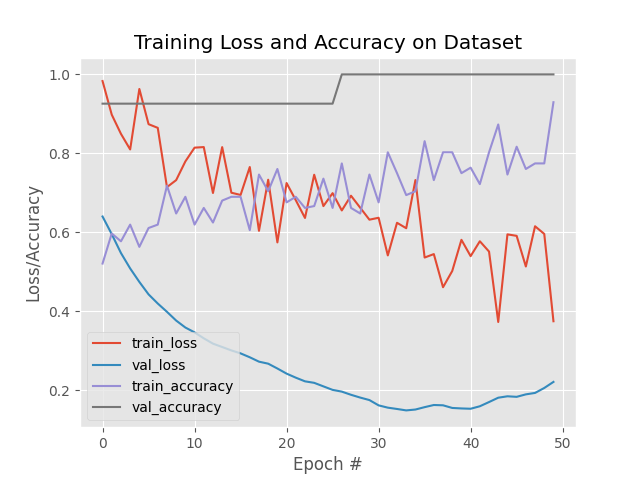 Training Loss and Accuracy on Dataset
Loss/Accuracy
1.0
0.8
0.6
0.4
0.2
train_loss
val_loss
train_accuracy
val_accuracy
0 10 20 30 40 50
Epoch #